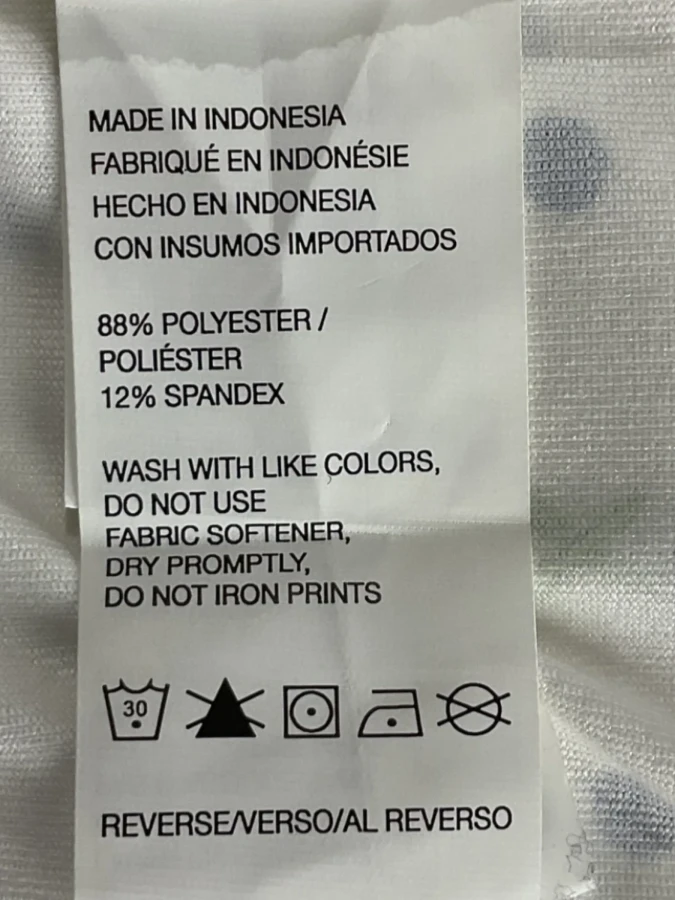 MADE IN INDONESIA
FABRIQUÉ EN INDONÉSIE
HECHO EN INDONESIA
CON INSUMOS IMPORTADOS
88% POLYESTER /
POLIÉSTER
12% SPANDEX
WASH WITH LIKE COLORS,
DO NOT USE
FABRIC SOFTENER,
DRY PROMPTLY,
DO NOT IRON PRINTS
30
REVERSE/VERSO/AL REVERSO